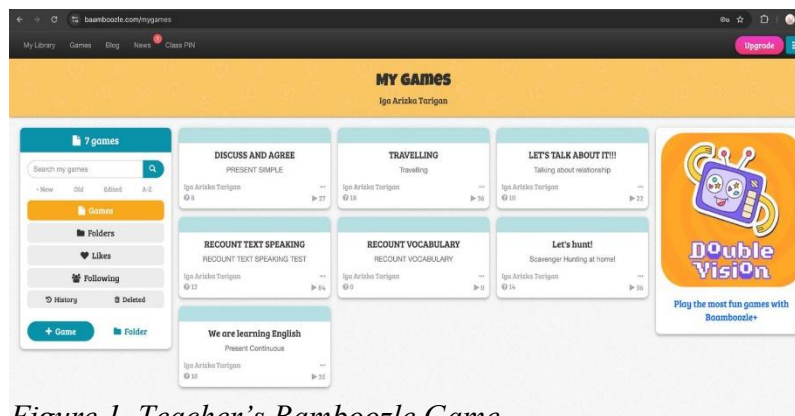 baamboozle.com/mygames
My Library Games Blog News 1 Class PIN Upgrade
MY GAMES
Iga Arizka Tarigan
7 games
Search my games
New Old Edited A-Z
Games
Folders
Likes
Following
History Deleted
+ Game Folder
DISCUSS AND AGREE
PRESENT SIMPLE
Iga Arizka Tarigan ...
8 27
TRAVELLING
Travelling
Iga Arizka Tarigan ...
18 36
LET'S TALK ABOUT IT!!!
Talking about relationship
Iga Arizka Tarigan ...
10 22
RECOUNT TEXT SPEAKING
RECOUNT TEXT SPEAKING TEST
Iga Arizka Tarigan ...
12 84
RECOUNT VOCABULARY
RECOUNT VOCABULARY
Iga Arizka Tarigan ...
0 0
Let's hunt!
Scavenger Hunting at home!
Iga Arizka Tarigan ...
14 36
We are learning English
Present Continuous
Iga Arizka Tarigan ...
10
DOuble
VisiOn
Play the most fun games with
Baamboozle+
Figure 1. Teacher's Bamboozle Game